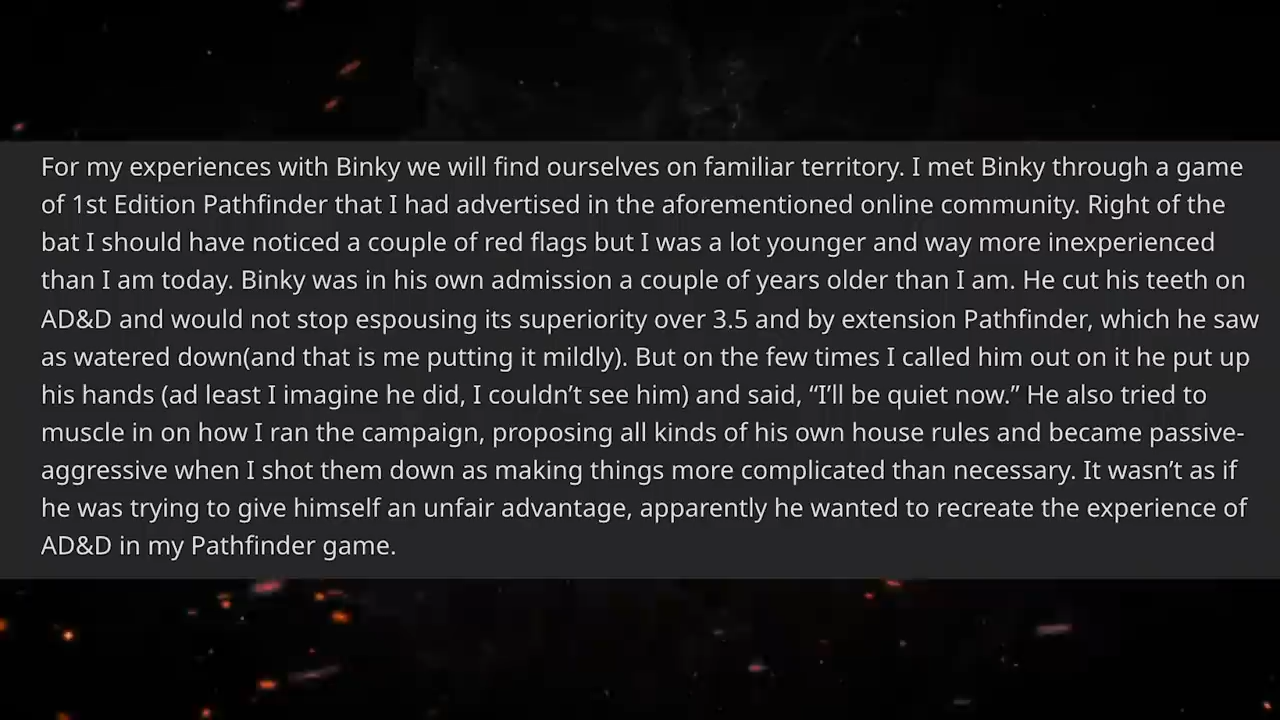 For my experiences with Binky we will find ourselves on familiar territory. I met Binky through a game
of 1st Edition Pathfinder that I had advertised in the aforementioned online community. Right of the
bat I should have noticed a couple of red flags but I was a lot younger and way more inexperienced
than I am today. Binky was in his own admission a couple of years older than I am. He cut his teeth on
AD&D and would not stop espousing its superiority over 3.5 and by extension Pathfinder, which he saw
as watered down(and that is me putting it mildly). But on the few times I called him out on it he put up
his hands (ad least I imagine he did, I couldn’t see him) and said, “I’ll be quiet now.” He also tried to
muscle in on how I ran the campaign, proposing all kinds of his own house rules and became passive-
aggressive when I shot them down as making things more complicated than necessary. It wasn’t as if
he was trying to give himself an unfair advantage, apparently he wanted to recreate the experience of
AD&D in my Pathfinder game.